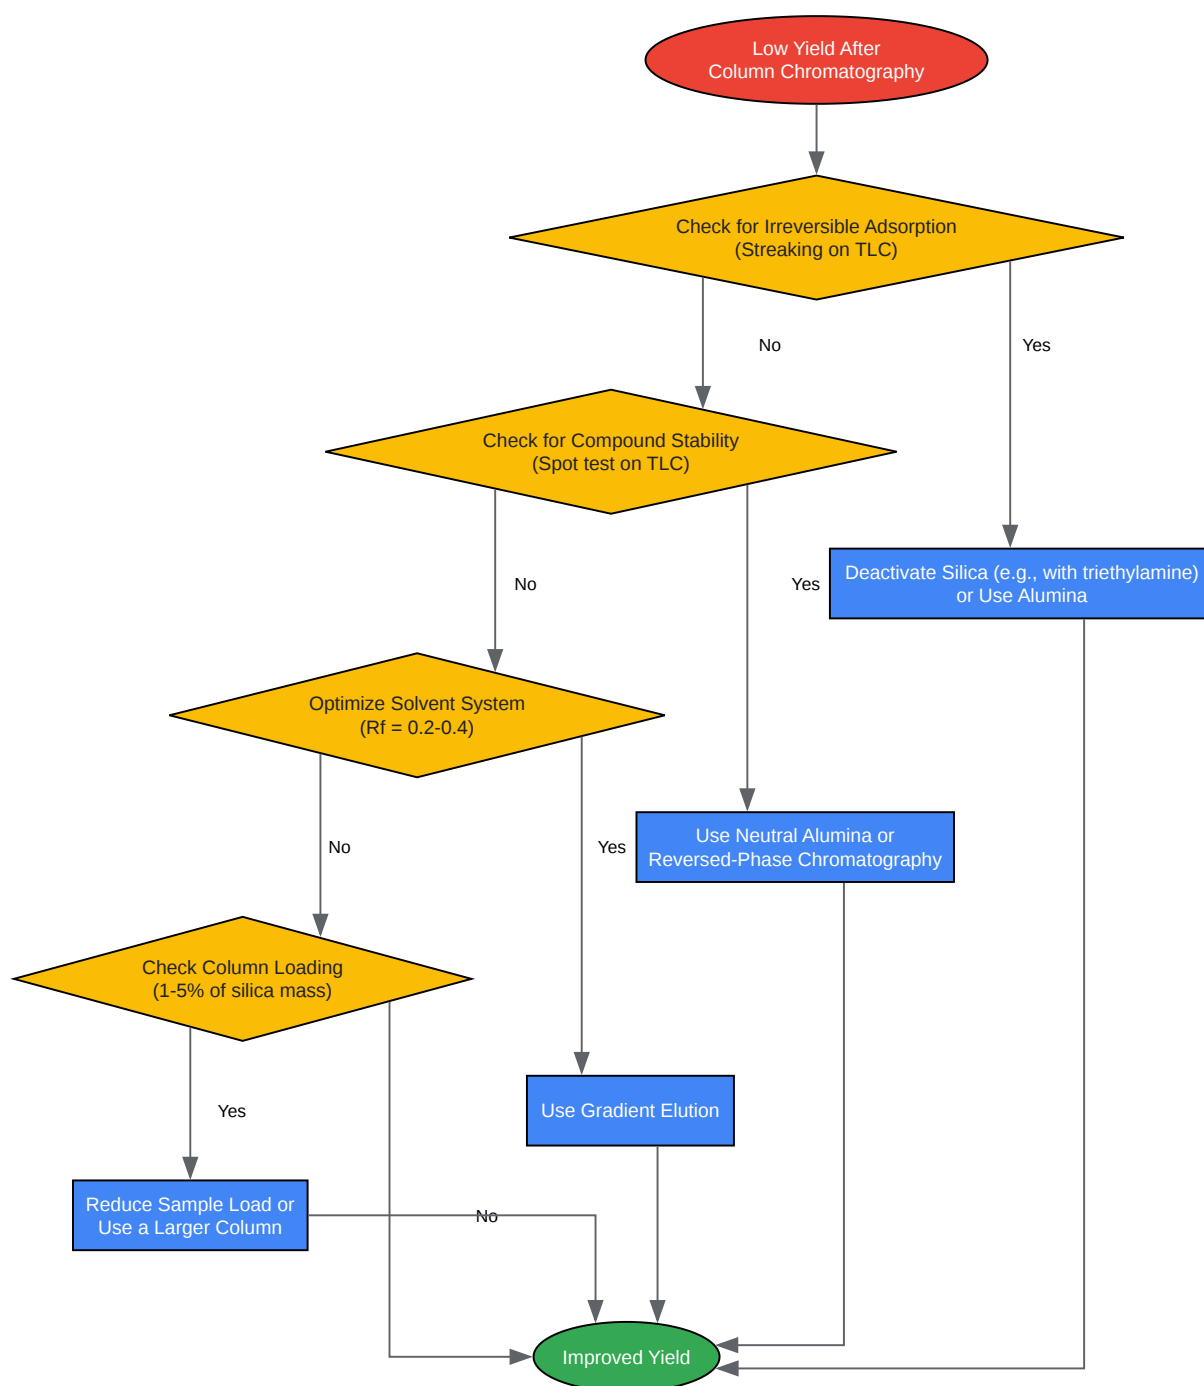 Low Yield After
Column Chromatography
Check for Irreversible Adsorption
(Streaking on TLC)
No
Yes
Check for Compound Stability
(Spot test on TLC)
No
Yes
Deactivate Silica (e.g., with triethylamine)
or Use Alumina
Optimize Solvent System
(Rf = 0.2-0.4)
No
Yes
Use Neutral Alumina or
Reversed-Phase Chromatography
Check Column Loading
(1-5% of silica mass)
Yes
Use Gradient Elution
Reduce Sample Load or
Use a Larger Column
No
Improved Yield